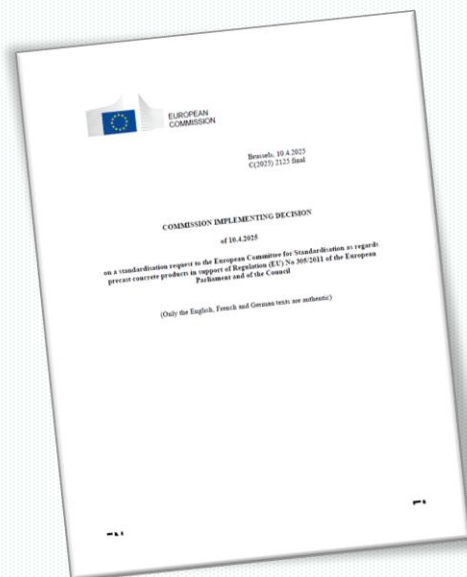 EUROPEAN
COMMISSION
Brussels, 10.4.2025
C(2025) 2125 final
COMMISSION IMPLEMENTING DECISION
of 10.4.2025
on a standardisation request to the European Committee for Standardisation as regards
precast concrete products in support of Regulation (EU) No 305/2011 of the European
Parliament and of the Council
(Only the English, French and German texts are authentic)